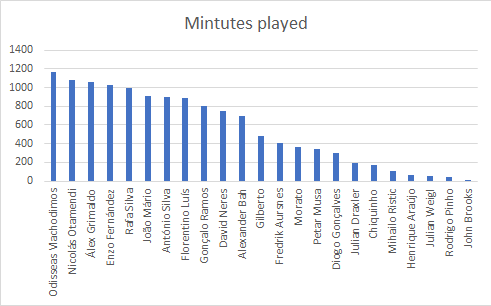 Mintutes played
1400
1200
1000
800
600
400
200
0
Odisseas Vlachodimos
Nicolás Otamendi
Álex Grimaldo
Enzo Fernández
Rafa Silva
João Mário
António Silva
Florentino Luís
Gonçalo Ramos
David Neres
Alexander Bah
Gilberto
Fredrik Aursnes
Morato
Petar Musa
Diogo Gonçalves
Julian Draxler
Chiquinho
Mihailo Ristic
Henrique Araújo
Julian Weigl
Rodrigo Pinho
John Brooks